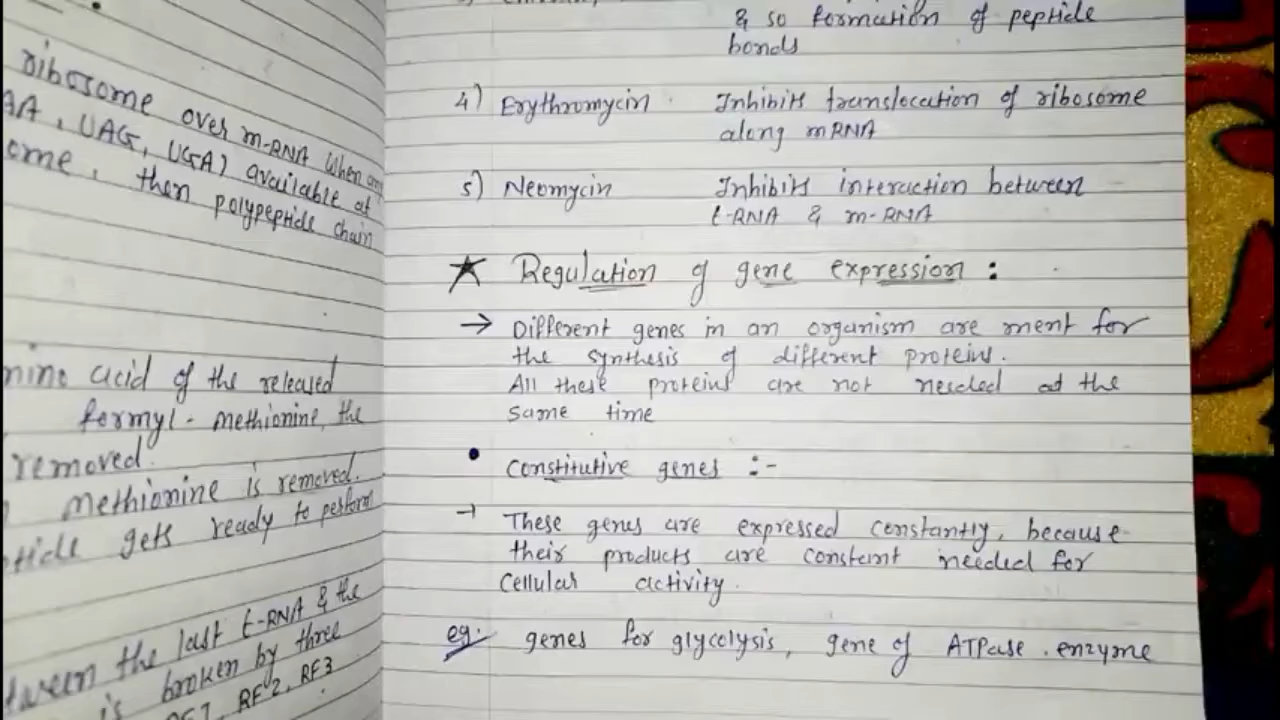 ribosome over m-RNA when any
AA, UAG, UGA) available at
ome, then polypeptide chain
mino acid of the released
formyl - methionine, the
removed.
methionine is removed.
ptide gets ready to perform
tween the last t-RNA & the
is broken by three
RF2, RF3
& so formation of peptide
bonds
4) Erythromycin Inhibits translocation of ribosome
along mRNA
5) Neomycin Inhibits interaction between
t-RNA & m-RNA
★ Regulation of gene expression :
→ Different genes in an organism are ment for
the synthesis of different proteins.
All these proteins are not needed at the
same time
• Constitutive genes :-
→ These genes are expressed constantly, because
their products are constant needed for
cellular activity.
eg. genes for glycolysis, gene of ATPase enzyme